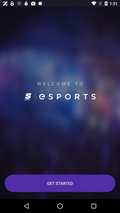 1:31
WELCOME TO
eSPORTS
GET STARTED